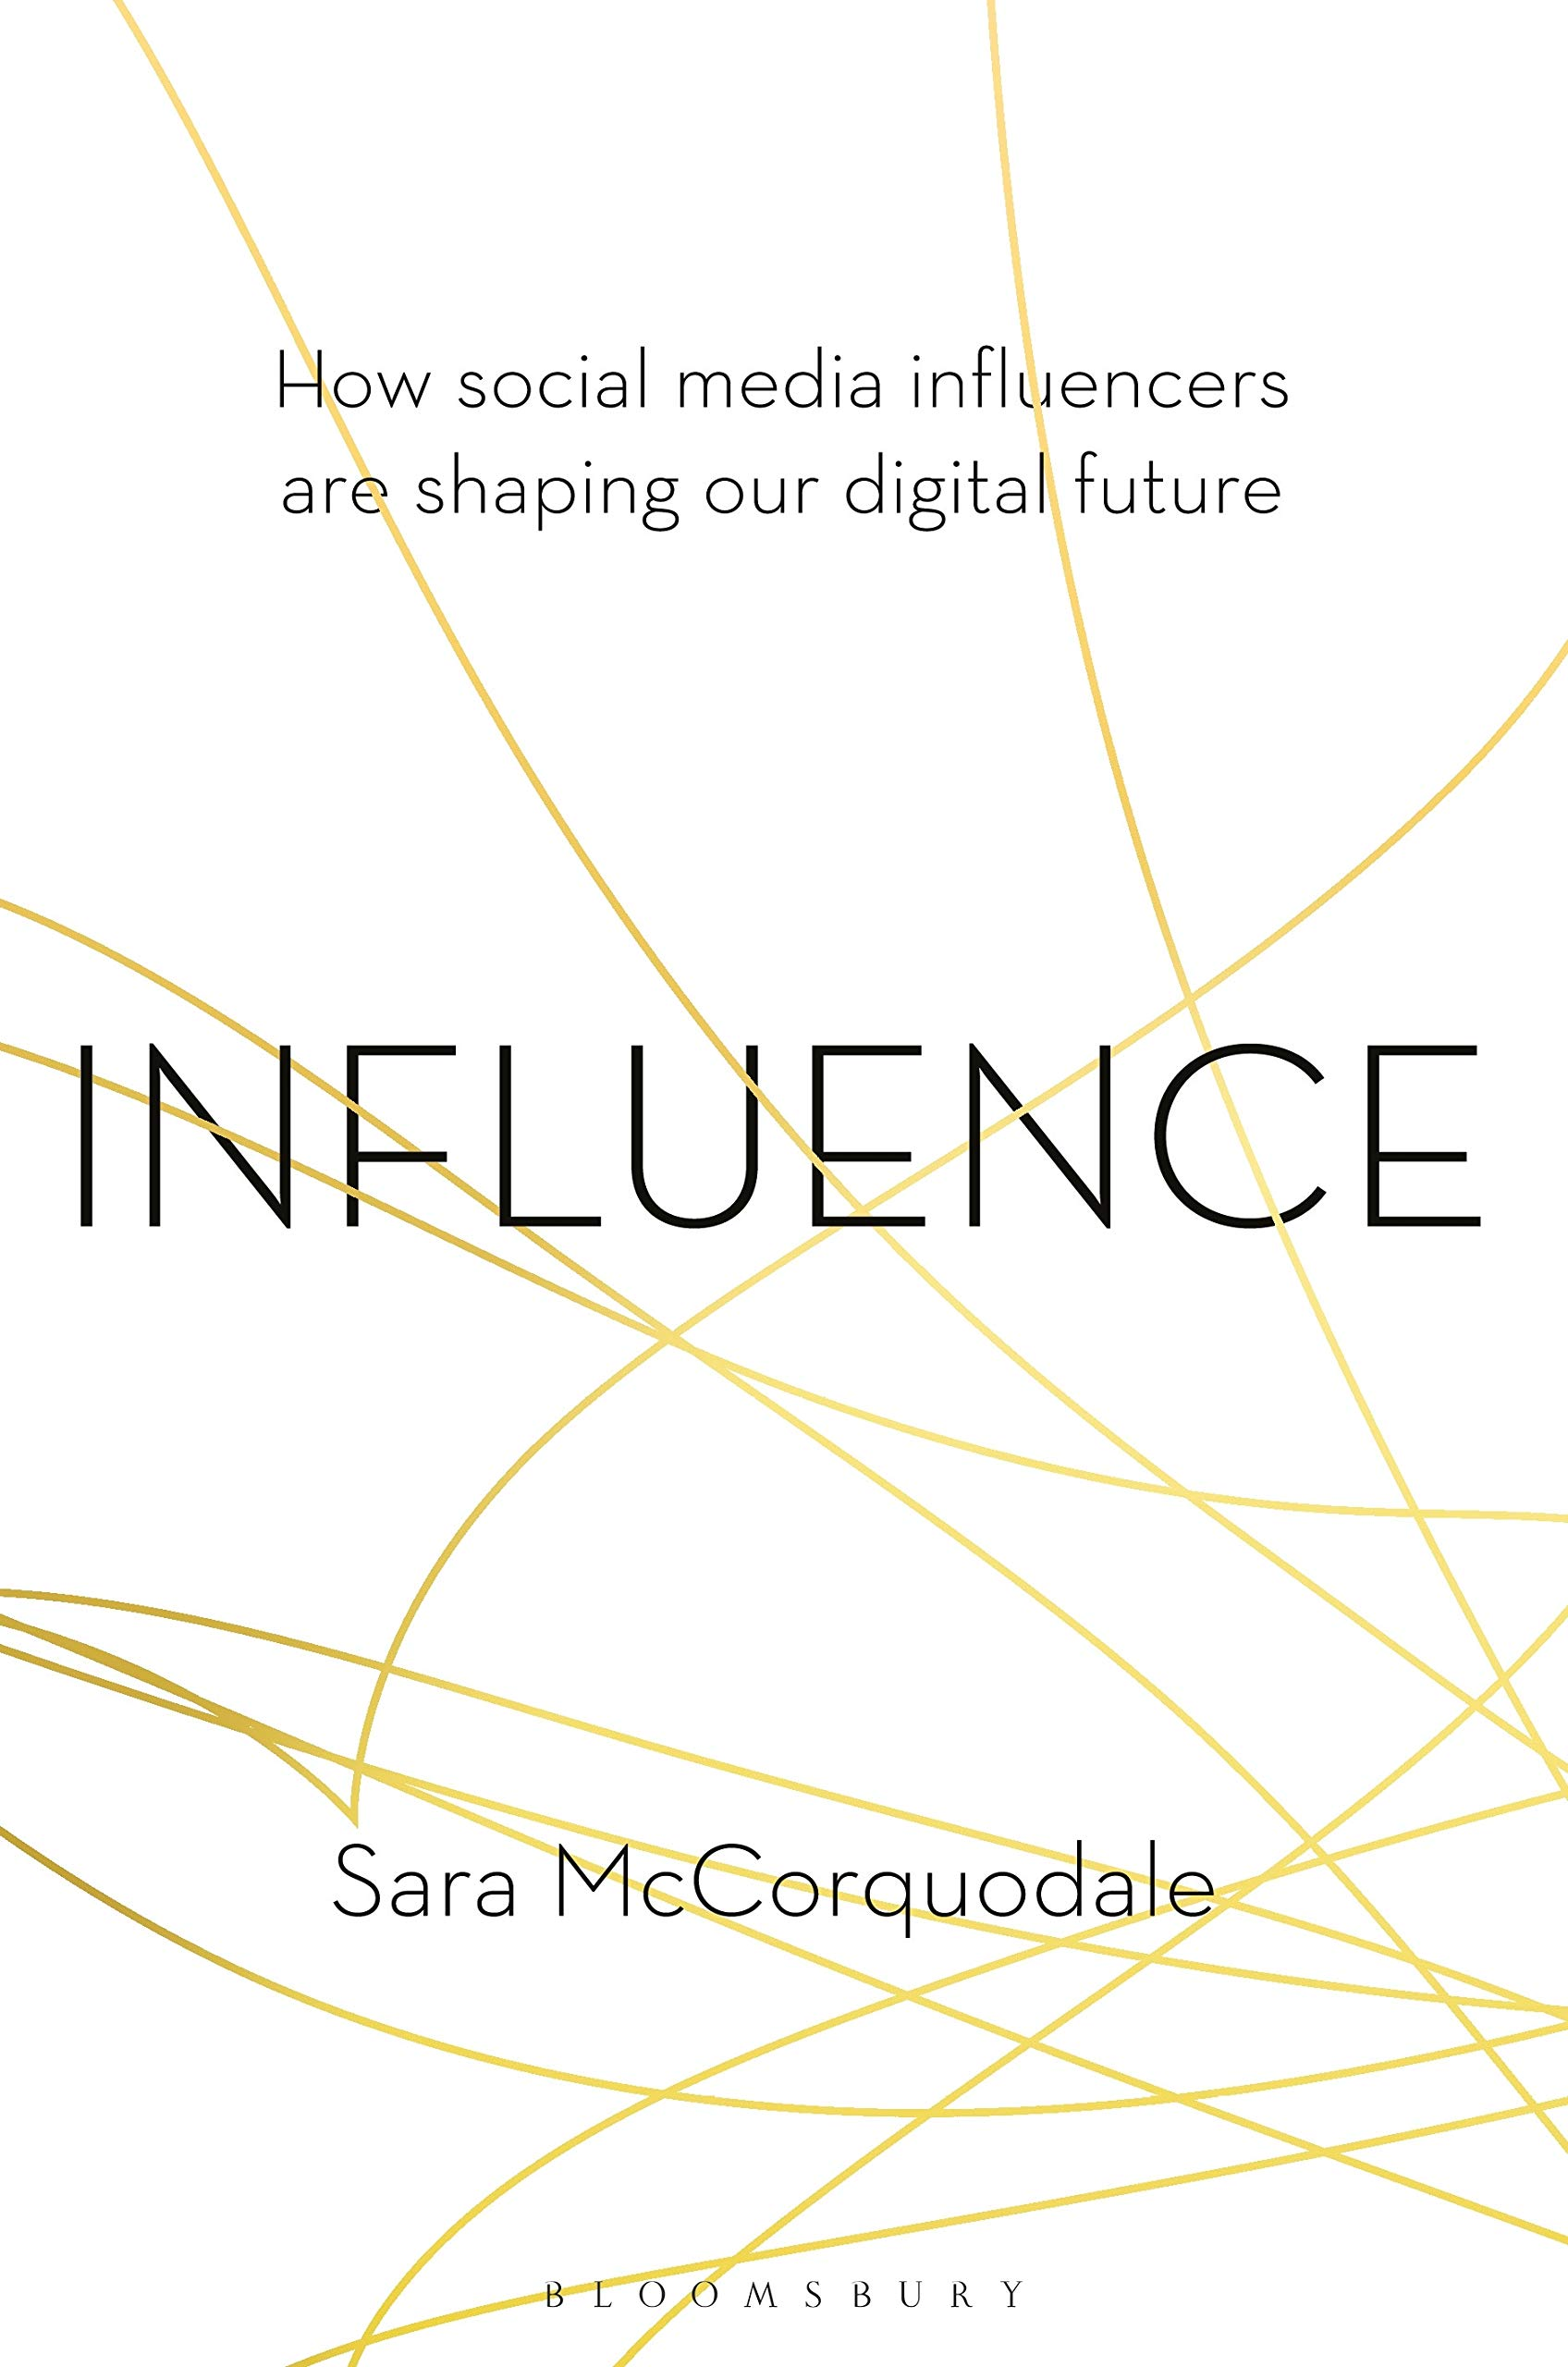 How social media influencers
are shaping our digital future
INFLUENCE
Sara McCorquodale
BLOOMSBURY